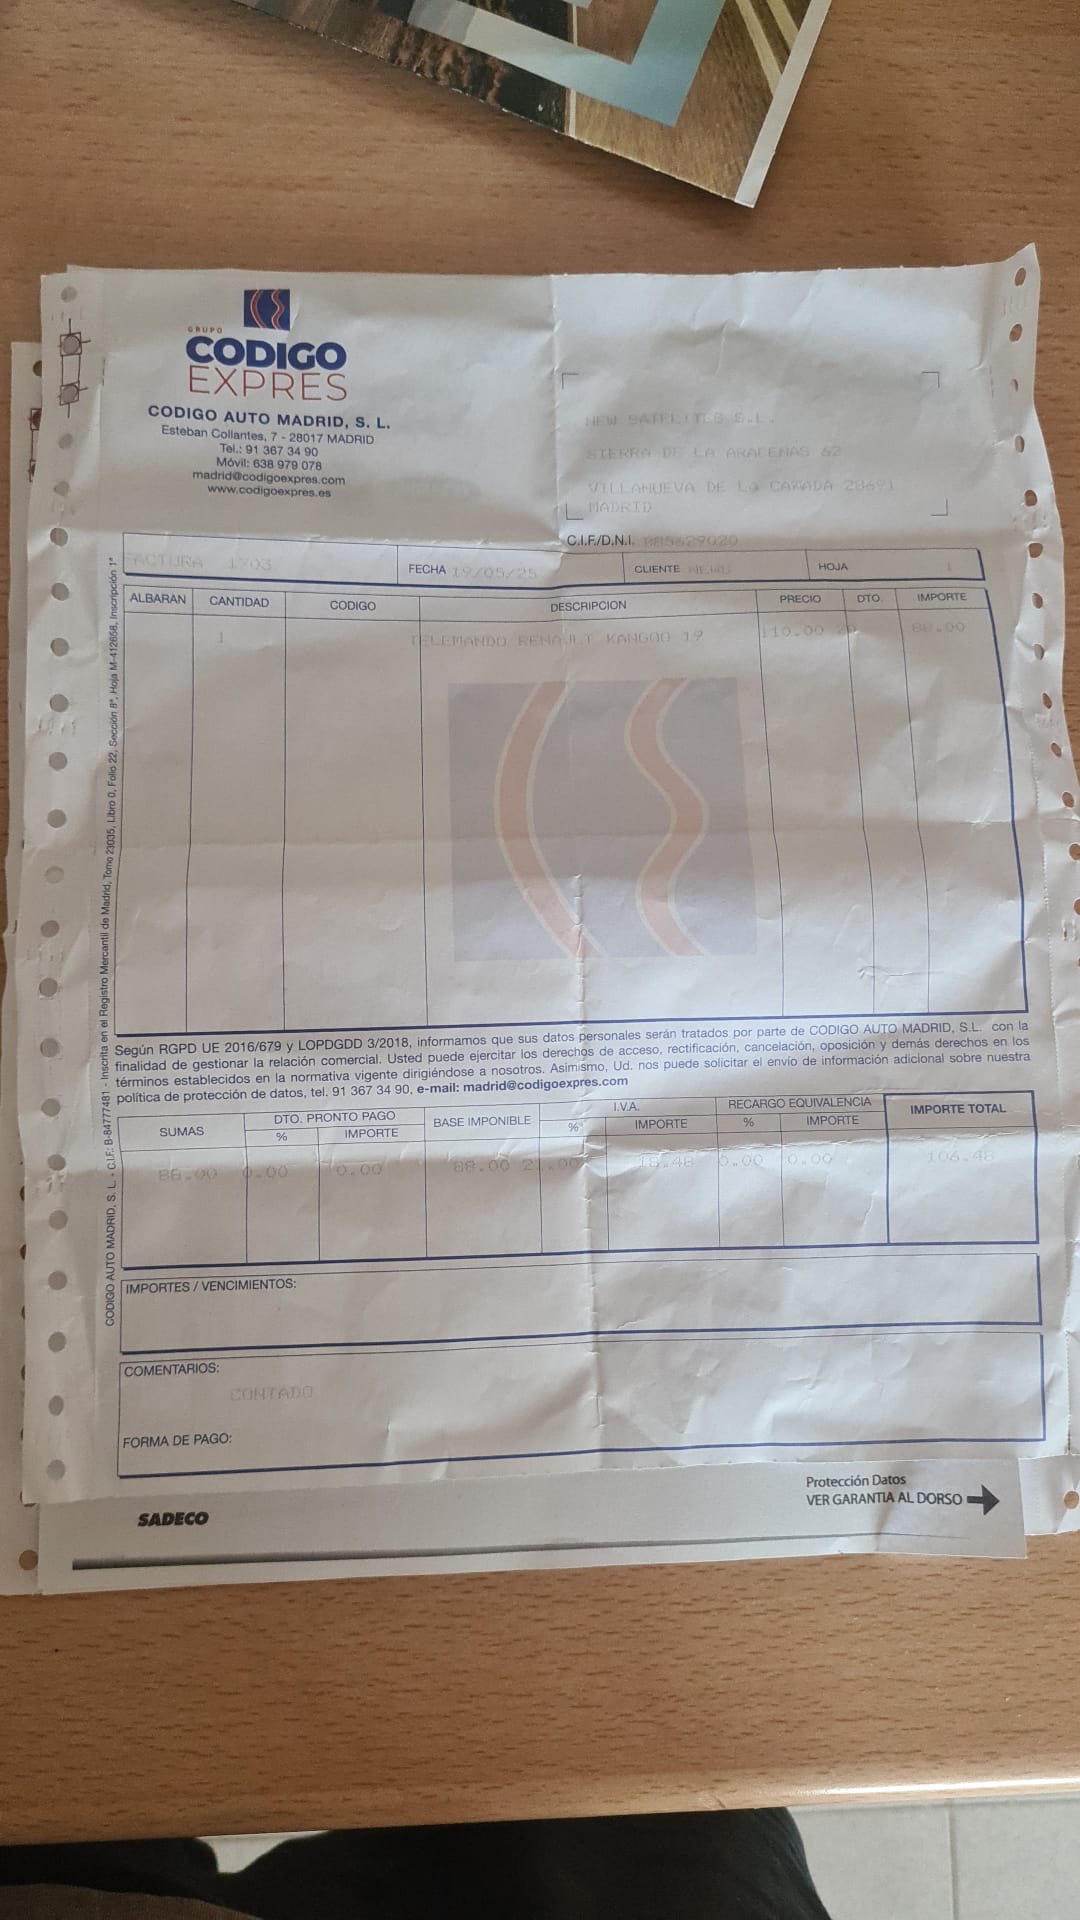 GRUPO
CODIGO
EXPRES
CODIGO AUTO MADRID, S. L.
Esteban Collantes, 7 - 28017 MADRID
Tel.: 91 367 34 90
Móvil: 638 979 078
madrid@codigoexpres.com
www.codigoexpres.es
NEW SATELITES S.L.
SIERRA DE LA ARACENAS 62
VILLANUEVA DE LA CAÑADA 28691
MADRID
C.I.F./D.N.I. B85629020
FACTURA 1703 FECHA 19/05/25 CLIENTE HOJA 1
ALBARAN CANTIDAD CODIGO DESCRIPCION PRECIO DTO. IMPORTE
1 TELEMANDO RENAULT KANGOO 19 110.00 20 88.00
Según RGPD UE 2016/679 y LOPDGDD 3/2018, informamos que sus datos personales serán tratados por parte de CODIGO AUTO MADRID, S.L. con la
finalidad de gestionar la relación comercial. Usted puede ejercitar los derechos de acceso, rectificación, cancelación, oposición y demás derechos en los
términos establecidos en la normativa vigente dirigiéndose a nosotros. Asimismo, Ud. nos puede solicitar el envío de información adicional sobre nuestra
política de protección de datos, tel. 91 367 34 90, e-mail: madrid@codigoexpres.com
SUMAS DTO. PRONTO PAGO BASE IMPONIBLE I.V.A. RECARGO EQUIVALENCIA IMPORTE TOTAL
% IMPORTE % IMPORTE % IMPORTE
88.00 0.00 0.00 88.00 21.00 18.48 0.00 0.00 106.48
IMPORTES / VENCIMIENTOS:
COMENTARIOS:
CONTADO
FORMA DE PAGO:
Protección Datos
VER GARANTIA AL DORSO
SADECO
CODIGO AUTO MADRID, S. L. - C.I.F.: B-84777481 - Inscrita en el Registro Mercantil de Madrid, Tomo 23035, Libro 0, Folio 22, Sección 8ª, Hoja M-412658, Inscripción 1ª